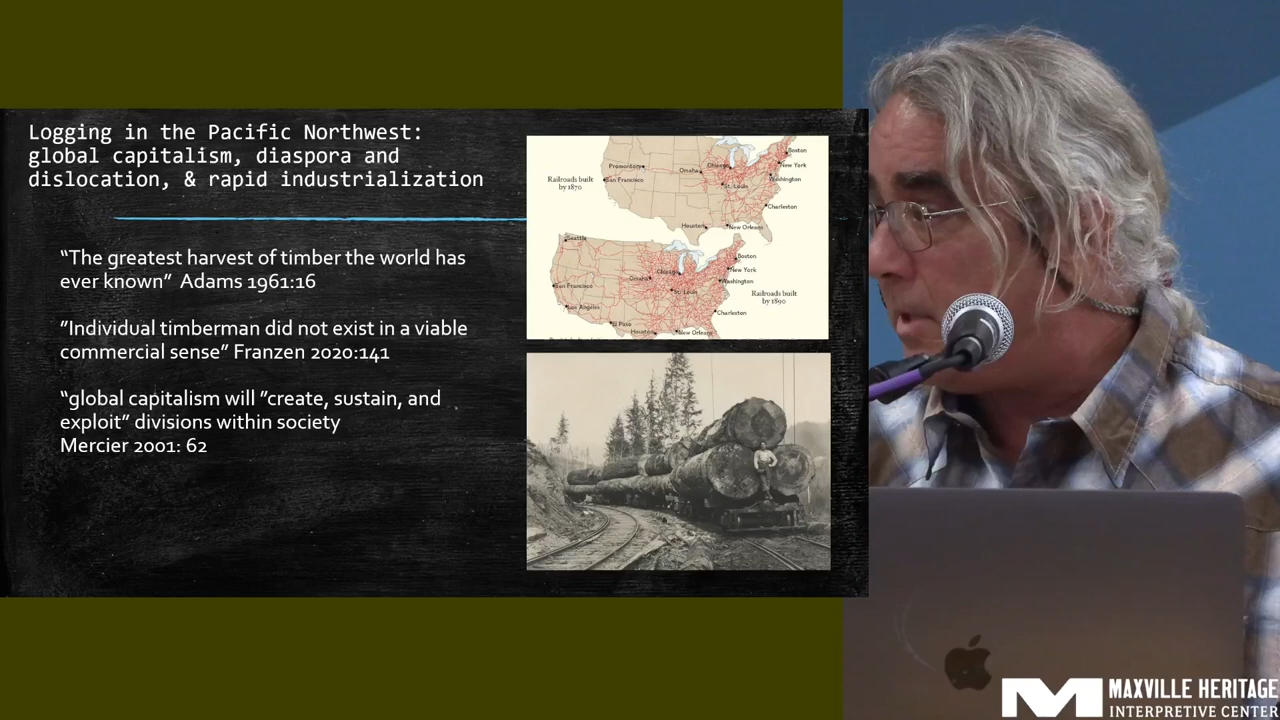 Logging in the Pacific Northwest:
global capitalism, diaspora and
dislocation, & rapid industrialization
“The greatest harvest of timber the world has
ever known” Adams 1961:16
”Individual timberman did not exist in a viable
commercial sense” Franzen 2020:141
“global capitalism will ”create, sustain, and
exploit” divisions within society
Mercier 2001: 62
Boston
Promontory
Chicago
New York
Omaha
Railroads built
by 1870
San Francisco
Washington
St. Louis
Charleston
Houston
New Orleans
Seattle
Boston
Chicago
New York
Omaha
Washington
San Francisco
St. Louis
Railroads built
by 1890
Los Angeles
Charleston
El Paso
Houston
New Orleans
MAXVILLE HERITAGE
INTERPRETIVE CENTER